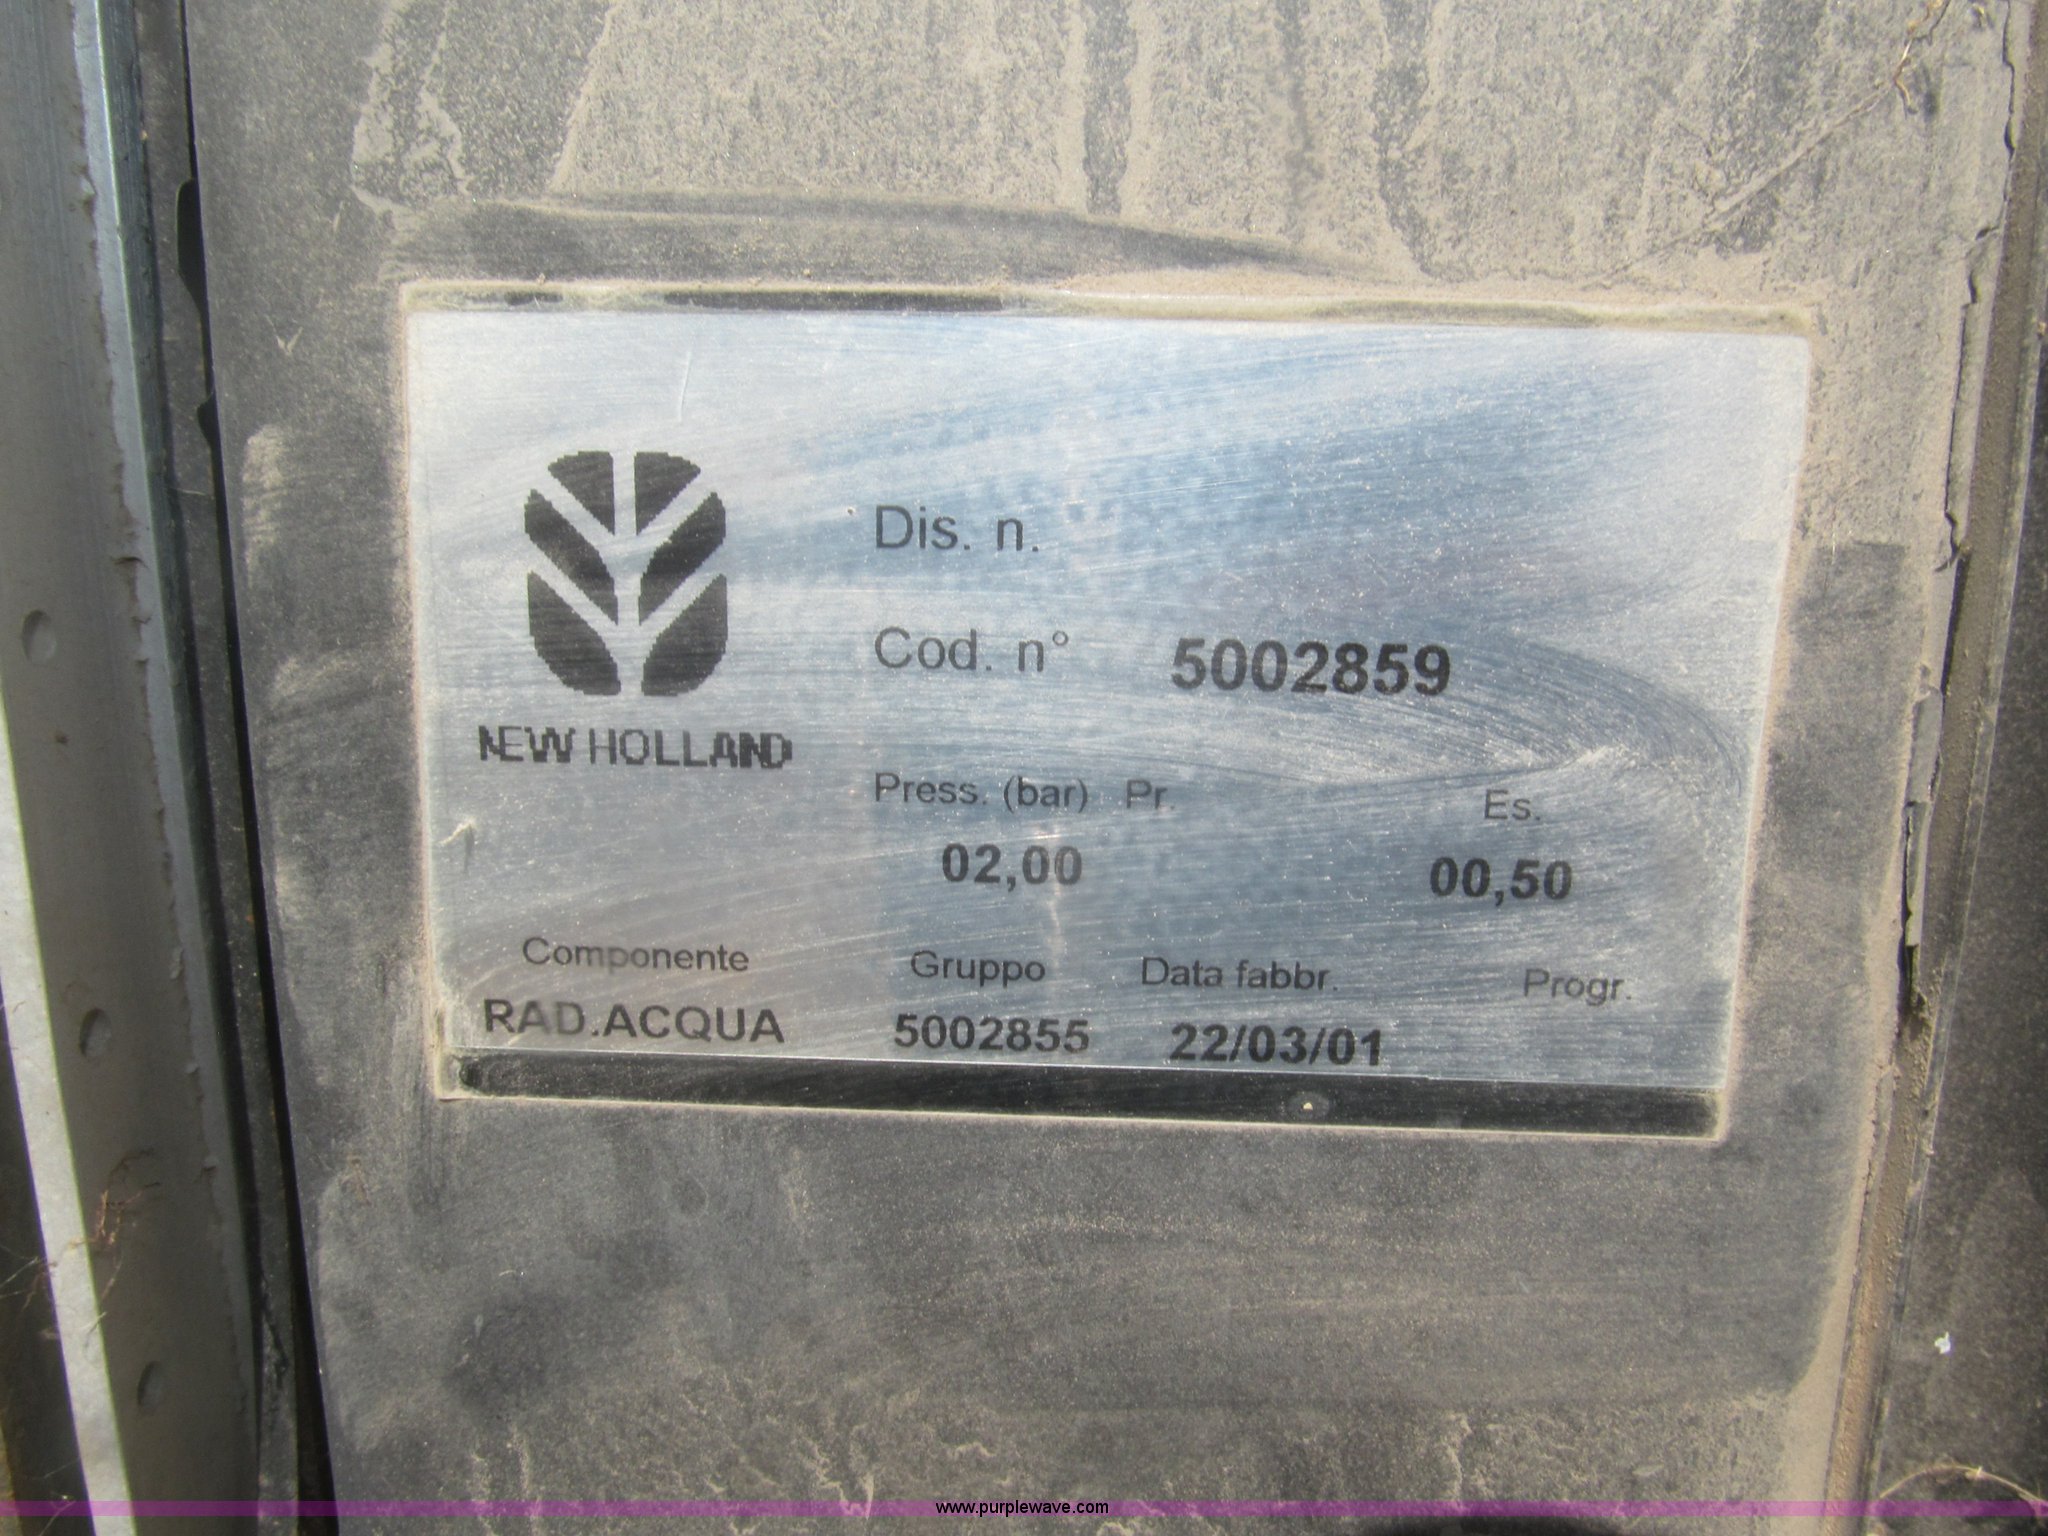 NEW HOLLAND
Dis. n.
Cod. n° 5002859
Press. (bar) Pr. Es.
02,00 00,50
Componente Gruppo Data fabbr. Progr.
RAD.ACQUA 5002855 22/03/01
www.purplewave.com